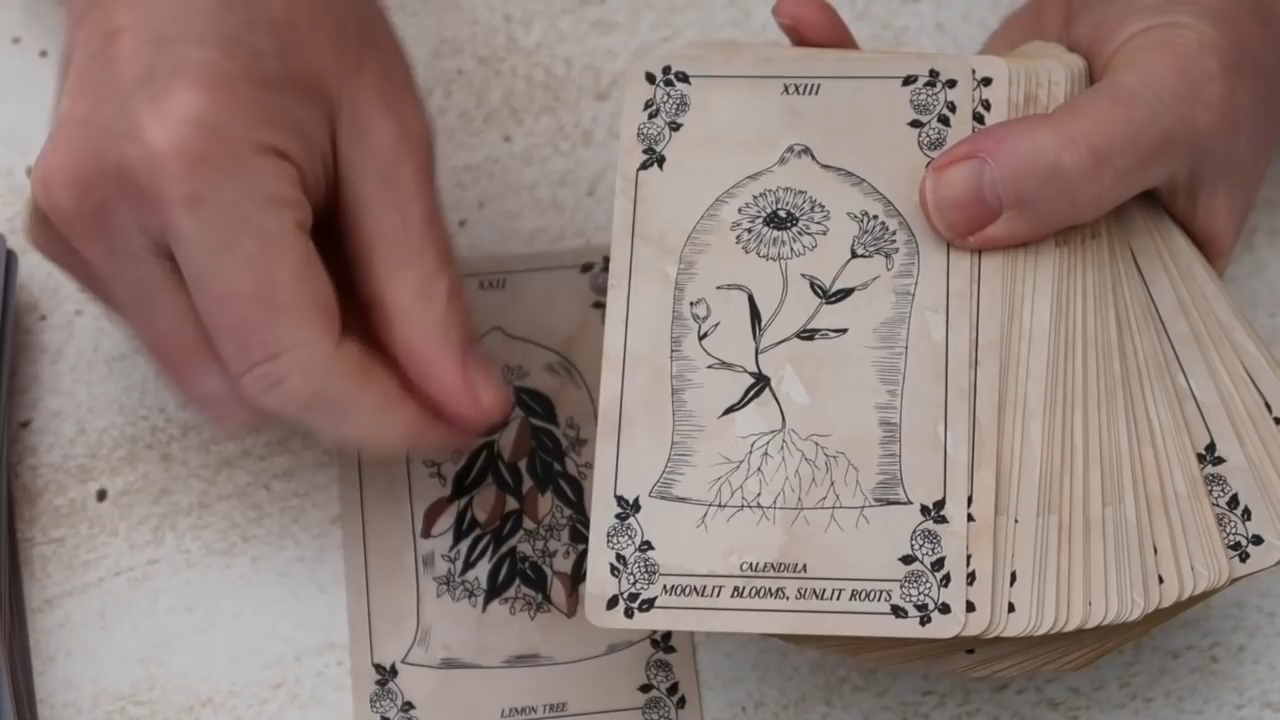 XXIII
CALENDULA
MOONLIT BLOOMS, SUNLIT ROOTS
XXII
LEMON TREE